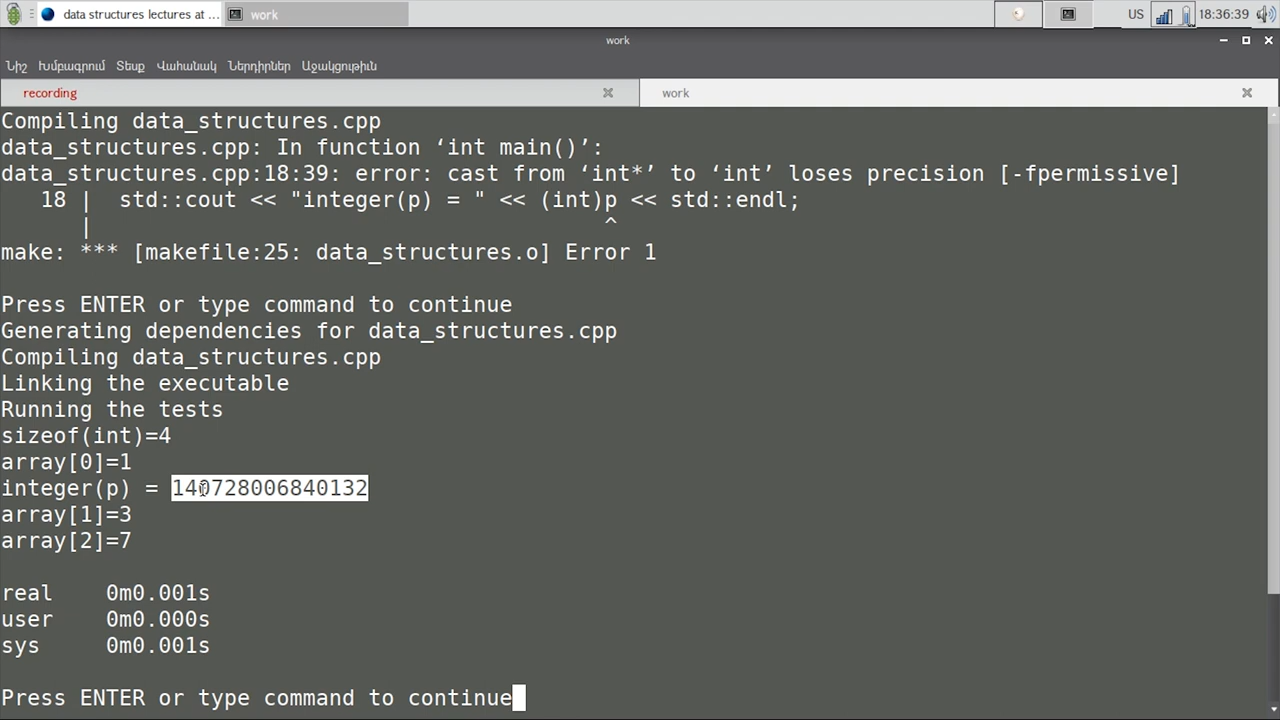 data structures lectures at ...
work
US
18:36:39
work
Նիշ Խմբագրում Տեսք Վահանակ Ներդիրներ Աջակցութիւն
recording
work
Compiling data_structures.cpp
data_structures.cpp: In function ‘int main()’:
data_structures.cpp:18:39: error: cast from ‘int*’ to ‘int’ loses precision [-fpermissive]
18 | std::cout << "integer(p) = " << (int)p << std::endl;
| ^
make: *** [makefile:25: data_structures.o] Error 1
Press ENTER or type command to continue
Generating dependencies for data_structures.cpp
Compiling data_structures.cpp
Linking the executable
Running the tests
sizeof(int)=4
array[0]=1
integer(p) = 140728006840132
array[1]=3
array[2]=7
real 0m0.001s
user 0m0.000s
sys 0m0.001s
Press ENTER or type command to continue